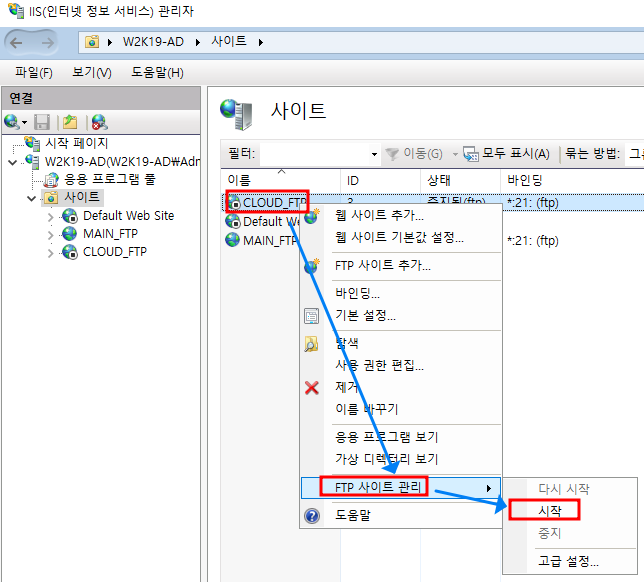 IIS(인터넷 정보 서비스) 관리자
W2K19-AD 사이트
파일(F) 보기(V) 도움말(H)
연결
시작 페이지
W2K19-AD(W2K19-AD\Adn
응용 프로그램 풀
사이트
Default Web Site
MAIN_FTP
CLOUD_FTP
사이트
필터: 이동(G) 모두 표시(A) 묶는 방법:
이름 ID 상태 바인딩
CLOUD_FTP 3 중지됨(ftp) *:21: (ftp)
Default We
MAIN_FTP *:21: (ftp)
웹 사이트 추가...
웹 사이트 기본값 설정...
FTP 사이트 추가...
바인딩...
기본 설정...
탐색
사용 권한 편집...
제거
이름 바꾸기
응용 프로그램 보기
가상 디렉터리 보기
FTP 사이트 관리
도움말
다시 시작
시작
중지
고급 설정...